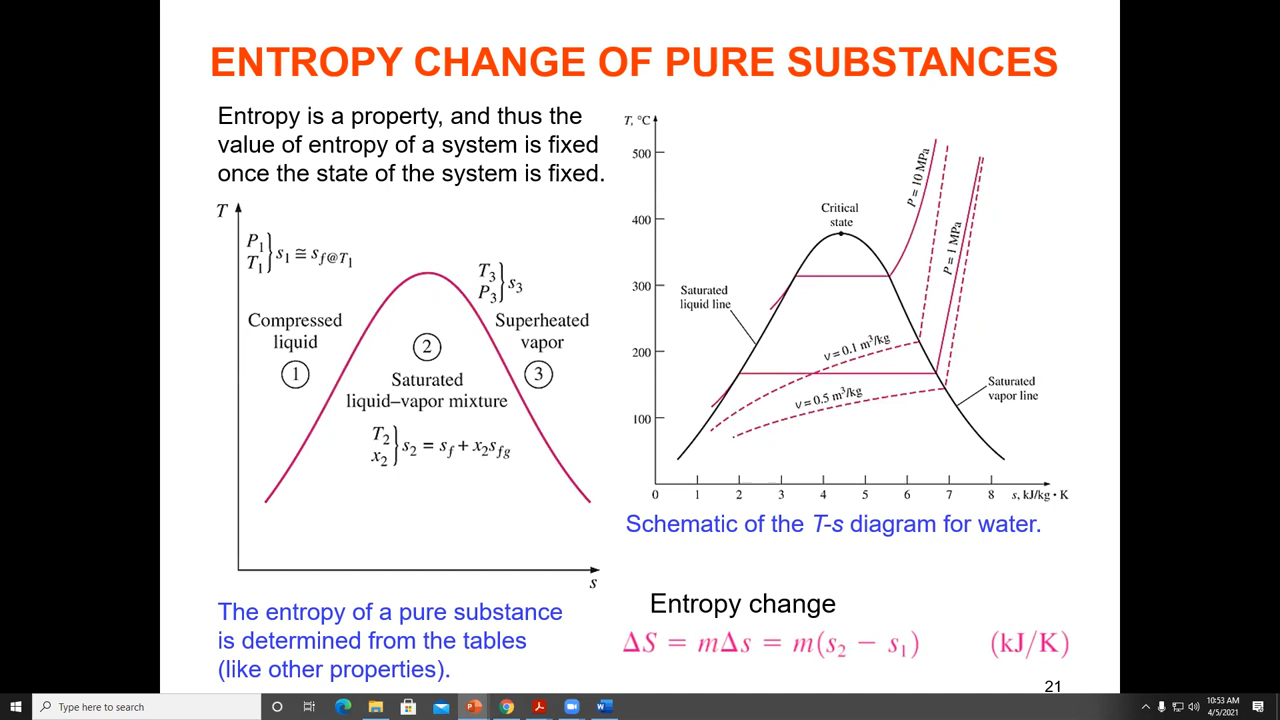 ENTROPY CHANGE OF PURE SUBSTANCES
Entropy is a property, and thus the
value of entropy of a system is fixed
once the state of the system is fixed.
T
P₁
T₁ } s₁ ≅ s_f@T₁
T₃
P₃ } s₃
Compressed
liquid
①
②
Saturated
liquid–vapor mixture
T₂
x₂ } s₂ = s_f + x₂s_fg
Superheated
vapor
③
s
The entropy of a pure substance
is determined from the tables
(like other properties).
T, °C
500
400
300
200
100
0 1 2 3 4 5 6 7 8 s, kJ/kg • K
Critical
state
Saturated
liquid line
P = 10 MPa
P = 1 MPa
v = 0.1 m³/kg
v = 0.5 m³/kg
Saturated
vapor line
Schematic of the T-s diagram for water.
Entropy change
ΔS = mΔs = m(s₂ − s₁) (kJ/K)
21
Type here to search
10:53 AM
4/5/2021